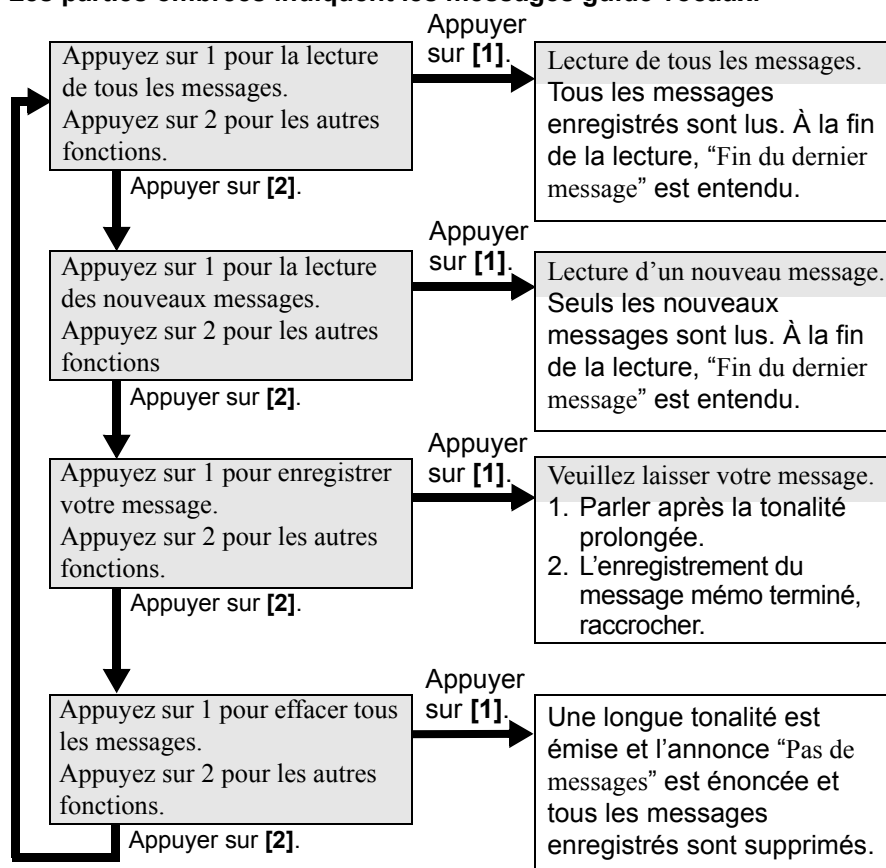 Les parties ombrées indiquent les messages guide vocaux.
Appuyez sur 1 pour la lecture
de tous les messages.
Appuyez sur 2 pour les autres
fonctions.
Appuyer
sur [1].
Lecture de tous les messages.
Tous les messages
enregistrés sont lus. À la fin
de la lecture, “Fin du dernier
message” est entendu.
Appuyer sur [2].
Appuyez sur 1 pour la lecture
des nouveaux messages.
Appuyez sur 2 pour les autres
fonctions
Appuyer
sur [1].
Lecture d’un nouveau message.
Seuls les nouveaux
messages sont lus. À la fin
de la lecture, “Fin du dernier
message” est entendu.
Appuyer sur [2].
Appuyez sur 1 pour enregistrer
votre message.
Appuyez sur 2 pour les autres
fonctions.
Appuyer
sur [1].
Veuillez laisser votre message.
1. Parler après la tonalité
prolongée.
2. L’enregistrement du
message mémo terminé,
raccrocher.
Appuyer sur [2].
Appuyez sur 1 pour effacer tous
les messages.
Appuyez sur 2 pour les autres
fonctions.
Appuyer
sur [1].
Une longue tonalité est
émise et l’annonce “Pas de
messages” est énoncée et
tous les messages
enregistrés sont supprimés.
Appuyer sur [2].